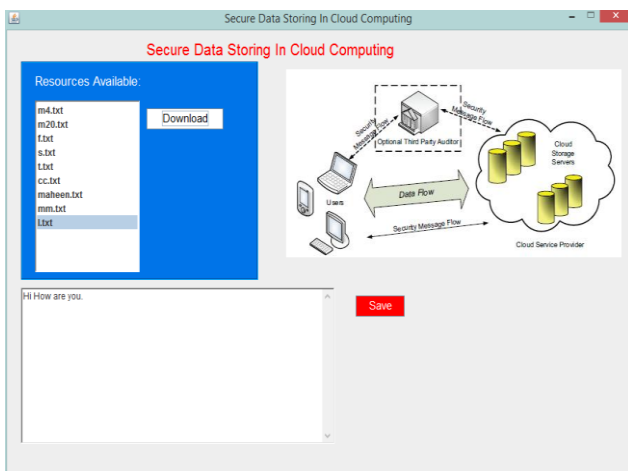 Secure Data Storing In Cloud Computing
Secure Data Storing In Cloud Computing
Resources Available:
m4.txt
m20.txt
f.txt
s.txt
t.txt
cc.txt
maheen.txt
mm.txt
l.txt
Download
Security
Message Flow
Security
Message Flow
Optional Third Party Auditor
Cloud
Storage
Servers
Users
Data Flow
Security Message Flow
Cloud Service Provider
Hi How are you.
Save